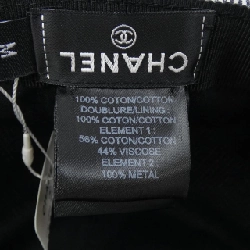 M
CHANEL
100% COTON/COTTON
DOUBLURE/LINING:
100% COTON/COTTON
ELEMENT 1:
56% COTON/COTTON
44% VISCOSE
ELEMENT 2
100% METAL